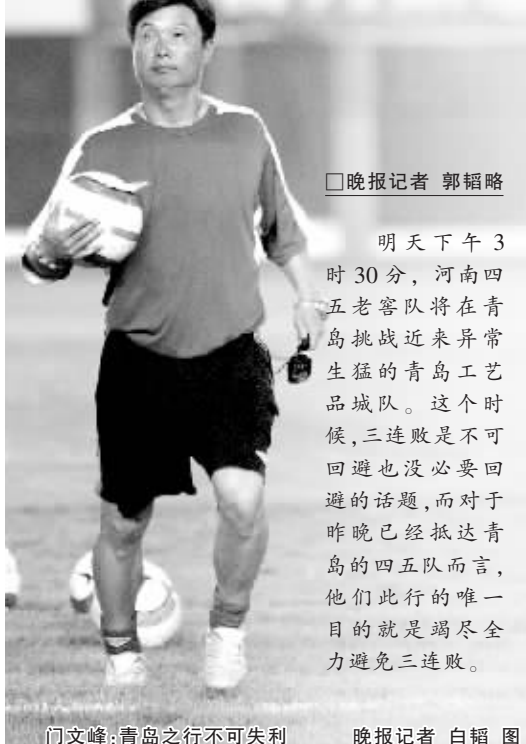 □晚报记者 郭韬略
明天下午3
时30分，河南四
五老窖队将在青
岛挑战近来异常
生猛的青岛工艺
品城队。这个时
候,三连败是不可
回避也没必要回
避的话题,而对于
昨晚已经抵达青
岛的四五队而言,
他们此行的唯一
目的就是竭尽全
力避免三连败。
门文峰:青岛之行不可失利 晚报记者 白韬 图